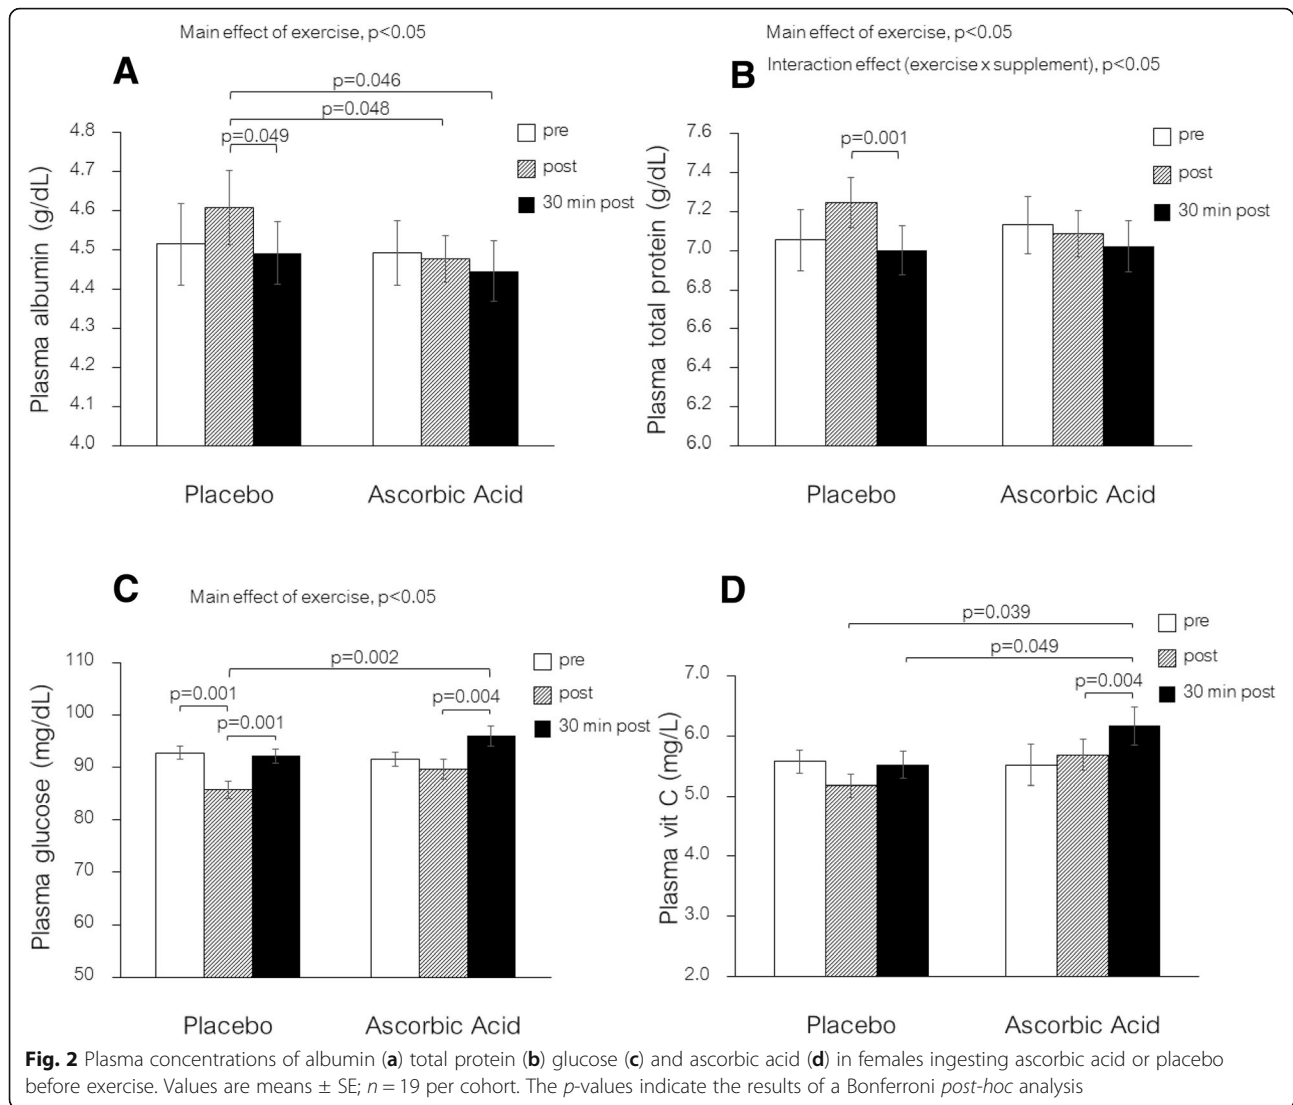 Main effect of exercise, p<0.05
A
p=0.046
p=0.048
p=0.049
pre
post
30 min post
Plasma albumin (g/dL)
4.8
4.7
4.6
4.5
4.4
4.3
4.2
4.1
4.0
Placebo
Ascorbic Acid
Main effect of exercise, p<0.05
B
Interaction effect (exercise x supplement), p<0.05
p=0.001
pre
post
30 min post
Plasma total protein (g/dL)
7.6
7.4
7.2
7.0
6.8
6.6
6.4
6.2
6.0
Placebo
Ascorbic Acid
C
Main effect of exercise, p<0.05
p=0.002
p=0.001
p=0.001
p=0.004
pre
post
30 min post
Plasma glucose (mg/dL)
110
100
90
80
70
60
50
Placebo
Ascorbic Acid
D
p=0.039
p=0.049
p=0.004
pre
post
30 min post
Plasma vit C (mg/L)
7.0
6.0
5.0
4.0
3.0
2.0
Placebo
Ascorbic Acid
Fig. 2 Plasma concentrations of albumin (a) total protein (b) glucose (c) and ascorbic acid (d) in females ingesting ascorbic acid or placebo
before exercise. Values are means ± SE; n = 19 per cohort. The p-values indicate the results of a Bonferroni post-hoc analysis